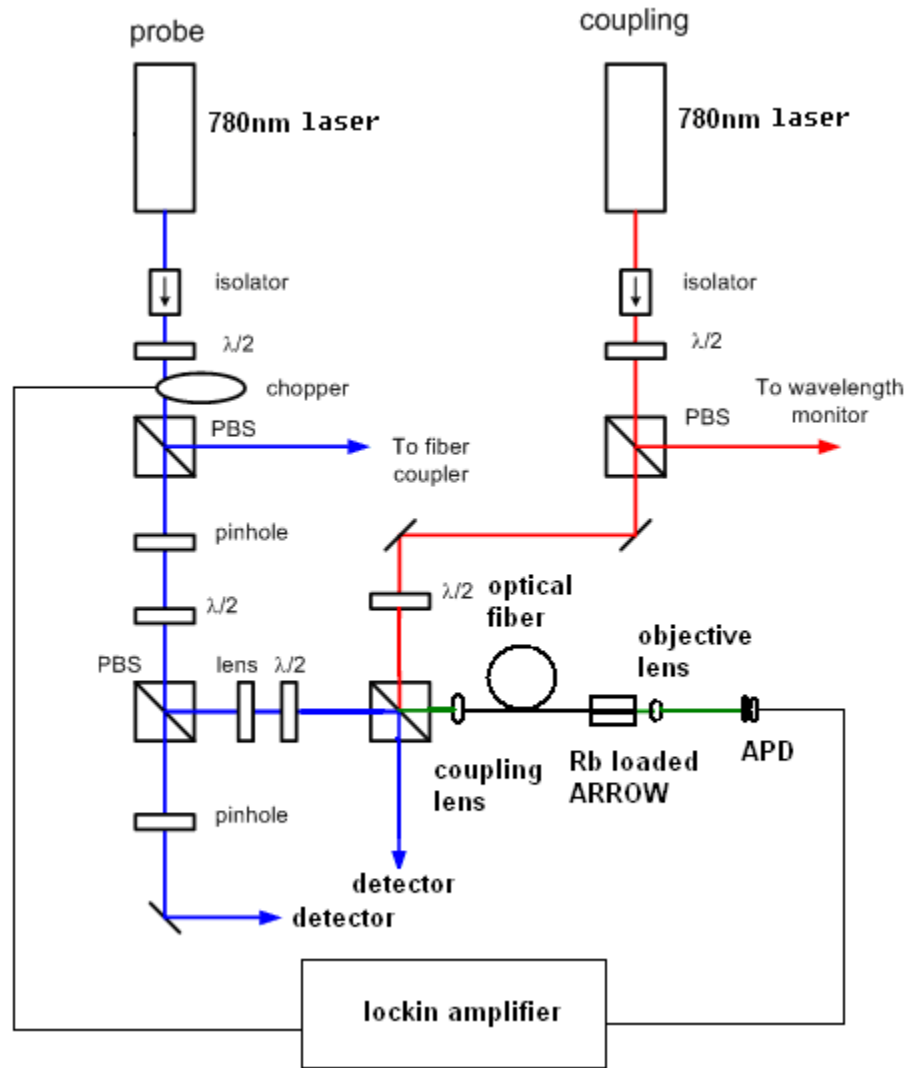 probe
coupling
780nm laser
780nm laser
isolator
isolator
λ/2
λ/2
chopper
PBS
To fiber
coupler
PBS
To wavelength
monitor
pinhole
λ/2
λ/2
optical
fiber
PBS
lens
λ/2
objective
lens
coupling
lens
Rb loaded
ARROW
APD
pinhole
detector
detector
lockin amplifier